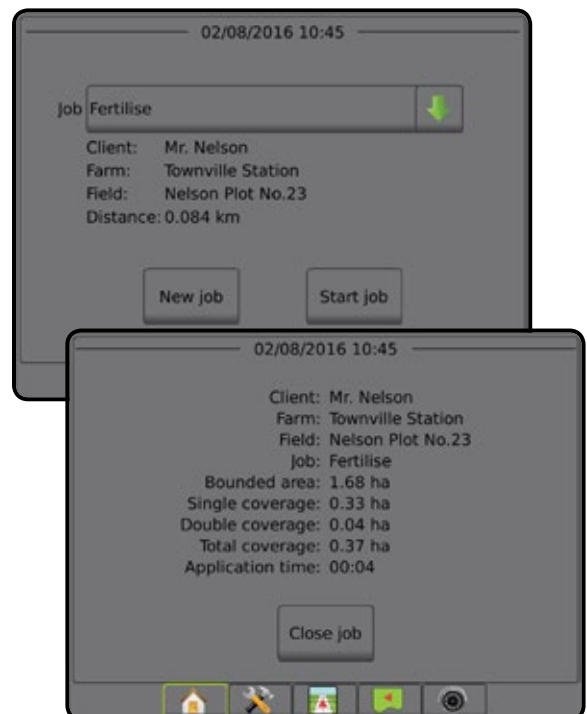 02/08/2016 10:45
Job Fertilise
Client: Mr. Nelson
Farm: Townville Station
Field: Nelson Plot No.23
Distance: 0.084 km
New job Start job
02/08/2016 10:45
Client: Mr. Nelson
Farm: Townville Station
Field: Nelson Plot No.23
Job: Fertilise
Bounded area: 1.68 ha
Single coverage: 0.33 ha
Double coverage: 0.04 ha
Total coverage: 0.37 ha
Application time: 00:04
Close job